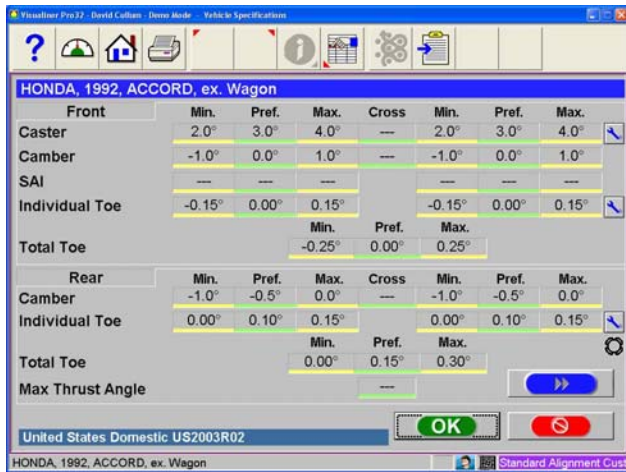 Visualiner Pro32 - David Cullum - Demo Mode - Vehicle Specifications
HONDA, 1992, ACCORD, ex. Wagon
Front Min. Pref. Max. Cross Min. Pref. Max.
Caster 2.0° 3.0° 4.0° --- 2.0° 3.0° 4.0°
Camber -1.0° 0.0° 1.0° --- -1.0° 0.0° 1.0°
SAI --- --- --- --- --- ---
Individual Toe -0.15° 0.00° 0.15° -0.15° 0.00° 0.15°
Min. Pref. Max.
Total Toe -0.25° 0.00° 0.25°
Rear Min. Pref. Max. Cross Min. Pref. Max.
Camber -1.0° -0.5° 0.0° --- -1.0° -0.5° 0.0°
Individual Toe 0.00° 0.10° 0.15° 0.00° 0.10° 0.15°
Min. Pref. Max.
Total Toe 0.00° 0.15° 0.30°
Max Thrust Angle ---
OK
United States Domestic US2003R02
HONDA, 1992, ACCORD, ex. Wagon Standard Alignment Cust